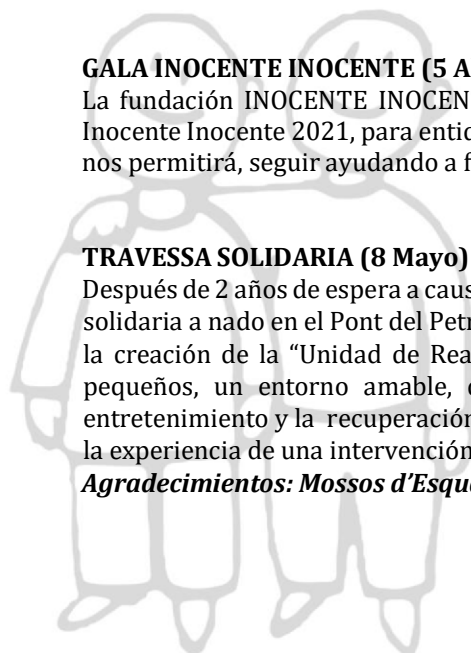 GALA INOCENTE INOCENTE (5 A
La fundación INOCENTE INOCEN
Inocente Inocente 2021, para entid
nos permitirá, seguir ayudando a f
TRAVESSA SOLIDARIA (8 Mayo)
Después de 2 años de espera a caus
solidaria a nado en el Pont del Petr
la creación de la “Unidad de Rea
pequeños, un entorno amable,
entretenimiento y la recuperación
la experiencia de una intervención
Agradecimientos: Mossos d’Esqu